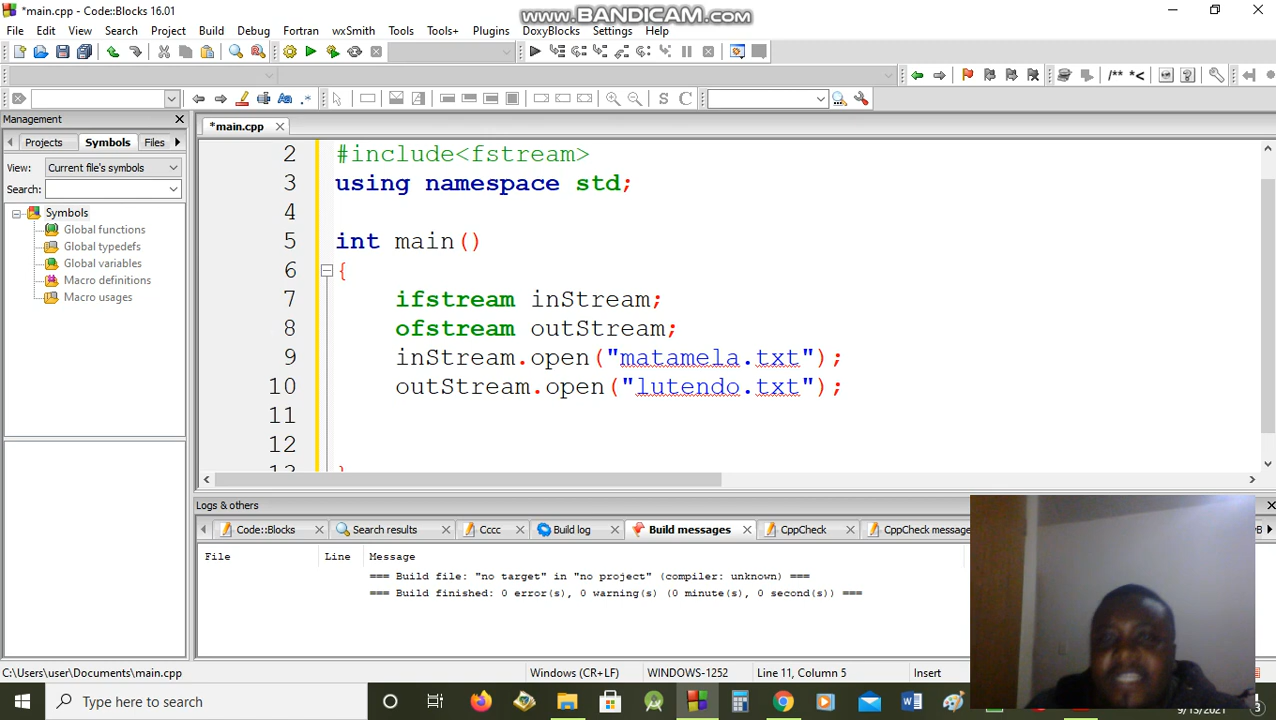 *main.cpp - Code::Blocks 16.01
www.BANDICAM.com
File Edit View Search Project Build Debug Fortran wxSmith Tools Tools+ Plugins DoxyBlocks Settings Help
/** *<
Aa .* S C
Management
*main.cpp
Projects Symbols Files
View: Current file's symbols
Search:
Symbols
Global functions
Global typedefs
Global variables
Macro definitions
Macro usages
2 #include<fstream>
3 using namespace std;
4
5 int main()
6 {
7 ifstream inStream;
8 ofstream outStream;
9 inStream.open("matamela.txt");
10 outStream.open("lutendo.txt");
11
12
13 }
Logs & others
Code::Blocks Search results Cccc Build log Build messages CppCheck CppCheck message
File Line Message
=== Build file: "no target" in "no project" (compiler: unknown) ===
=== Build finished: 0 error(s), 0 warning(s) (0 minute(s), 0 second(s)) ===
C:\Users\user\Documents\main.cpp Windows (CR+LF) WINDOWS-1252 Line 11, Column 5 Insert
Type here to search
9/13/2021